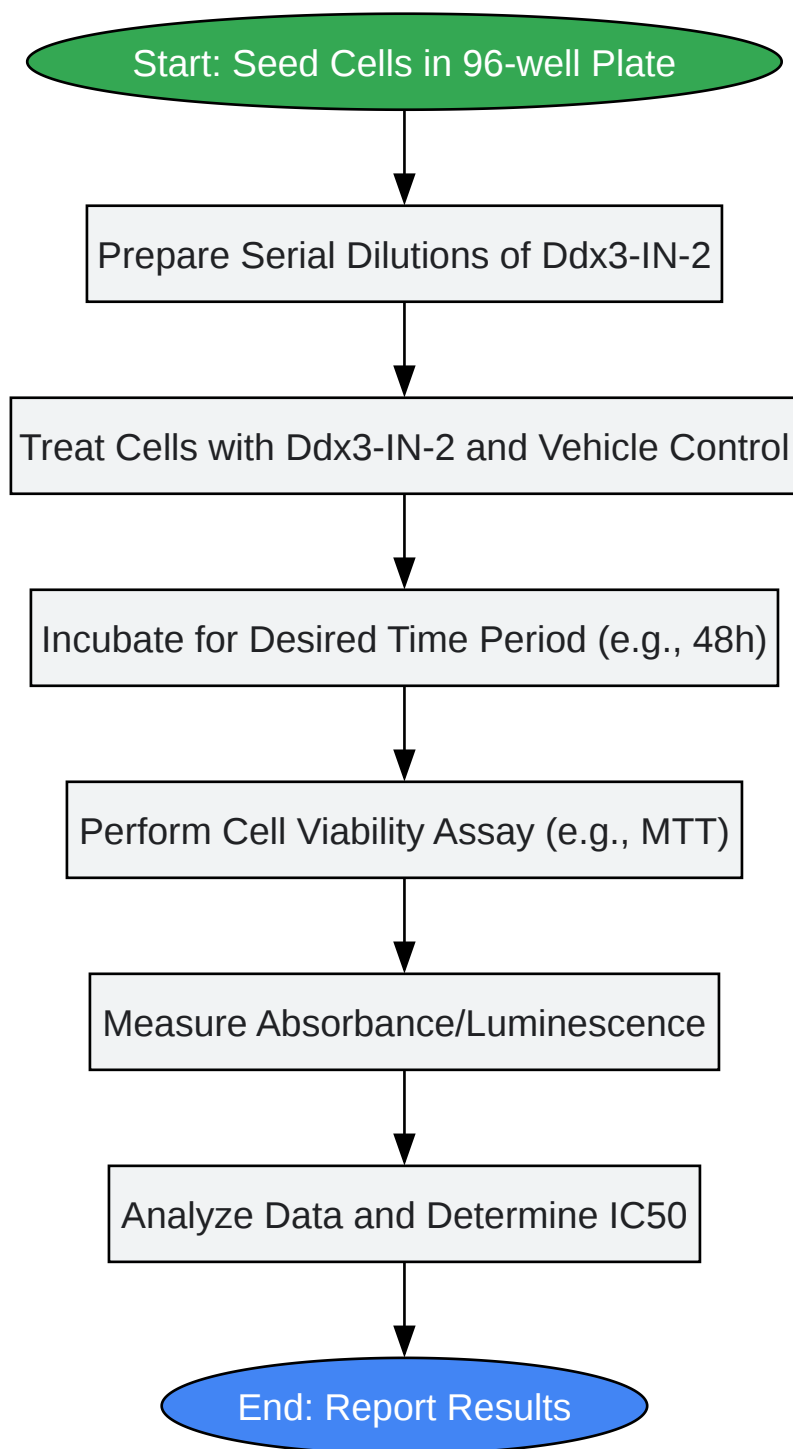 Start: Seed Cells in 96-well Plate
Prepare Serial Dilutions of Ddx3-IN-2
Treat Cells with Ddx3-IN-2 and Vehicle Control
Incubate for Desired Time Period (e.g., 48h)
Perform Cell Viability Assay (e.g., MTT)
Measure Absorbance/Luminescence
Analyze Data and Determine IC50
End: Report Results